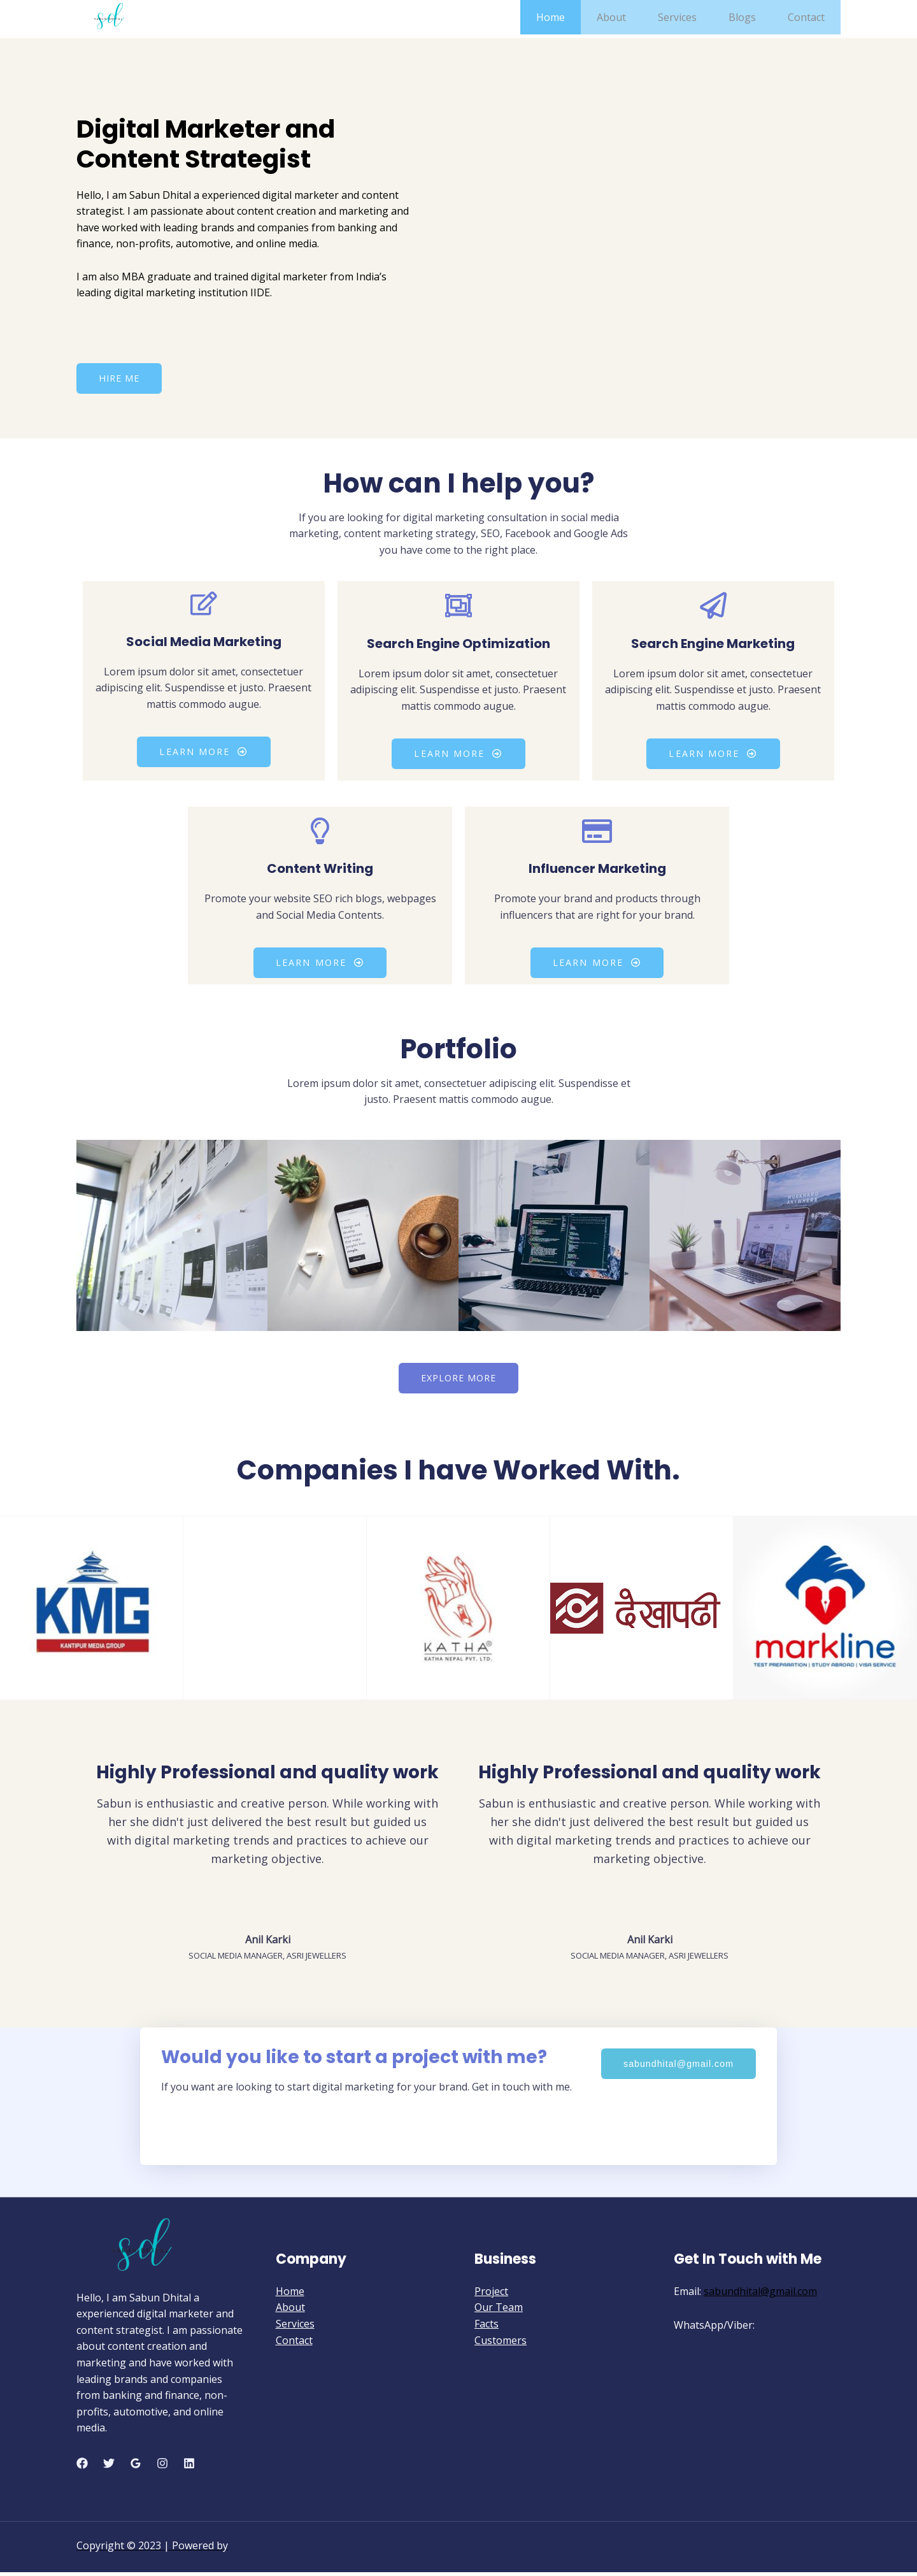 sd
Home About Services Blogs Contact
Digital Marketer and
Content Strategist
Hello, I am Sabun Dhital a experienced digital marketer and content
strategist. I am passionate about content creation and marketing and
have worked with leading brands and companies from banking and
finance, non-profits, automotive, and online media.
I am also MBA graduate and trained digital marketer from India's
leading digital marketing institution IIDE.
HIRE ME
How can I help you?
If you are looking for digital marketing consultation in social media
marketing, content marketing strategy, SEO, Facebook and Google Ads
you have come to the right place.
Social Media Marketing
Lorem ipsum dolor sit amet, consectetuer
adipiscing elit. Suspendisse et justo. Praesent
mattis commodo augue.
LEARN MORE
Search Engine Optimization
Lorem ipsum dolor sit amet, consectetuer
adipiscing elit. Suspendisse et justo. Praesent
mattis commodo augue.
LEARN MORE
Search Engine Marketing
Lorem ipsum dolor sit amet, consectetuer
adipiscing elit. Suspendisse et justo. Praesent
mattis commodo augue.
LEARN MORE
Content Writing
Promote your website SEO rich blogs, webpages
and Social Media Contents.
LEARN MORE
Influencer Marketing
Promote your brand and products through
influencers that are right for your brand.
LEARN MORE
Portfolio
Lorem ipsum dolor sit amet, consectetuer adipiscing elit. Suspendisse et
justo. Praesent mattis commodo augue.
EXPLORE MORE
Companies I have Worked With.
KMG
KANTIPUR MEDIA GROUP
KATHA®
KATHA NEPAL PVT. LTD.
देखापढी
markline
TEST PREPARATION | STUDY ABROAD | VISA SERVICE
Highly Professional and quality work
Sabun is enthusiastic and creative person. While working with
her she didn't just delivered the best result but guided us
with digital marketing trends and practices to achieve our
marketing objective.
Anil Karki
SOCIAL MEDIA MANAGER, ASRI JEWELLERS
Highly Professional and quality work
Sabun is enthusiastic and creative person. While working with
her she didn't just delivered the best result but guided us
with digital marketing trends and practices to achieve our
marketing objective.
Anil Karki
SOCIAL MEDIA MANAGER, ASRI JEWELLERS
Would you like to start a project with me?
If you want are looking to start digital marketing for your brand. Get in touch with me.
sabundhital@gmail.com
sd
Hello, I am Sabun Dhital a
experienced digital marketer and
content strategist. I am passionate
about content creation and
marketing and have worked with
leading brands and companies
from banking and finance, non-
profits, automotive, and online
media.
Company
Home
About
Services
Contact
Business
Project
Our Team
Facts
Customers
Get In Touch with Me
Email: sabundhital@gmail.com
WhatsApp/Viber:
Copyright © 2023 | Powered by